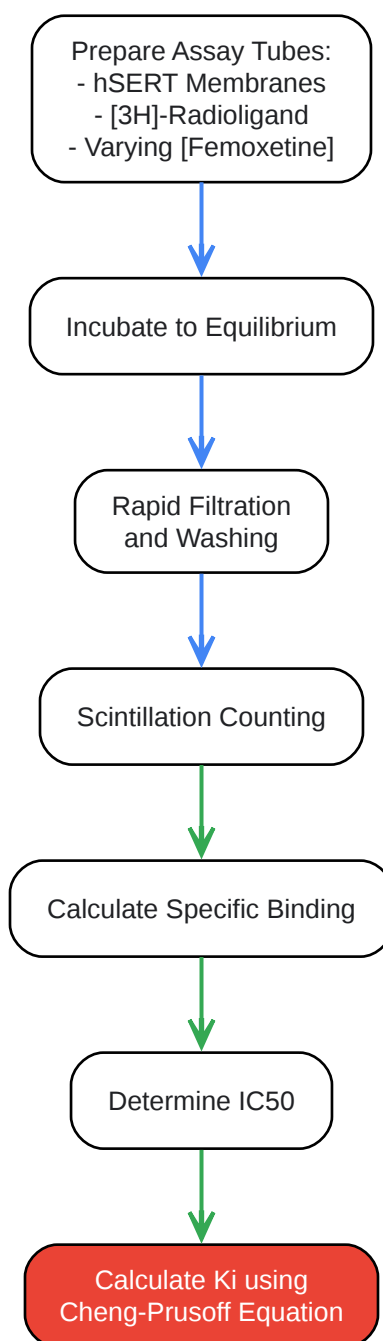 Prepare Assay Tubes:
- hSERT Membranes
- [3H]-Radioligand
- Varying [Femoxetine]
Incubate to Equilibrium
Rapid Filtration
and Washing
Scintillation Counting
Calculate Specific Binding
Determine IC50
Calculate Ki using
Cheng-Prusoff Equation